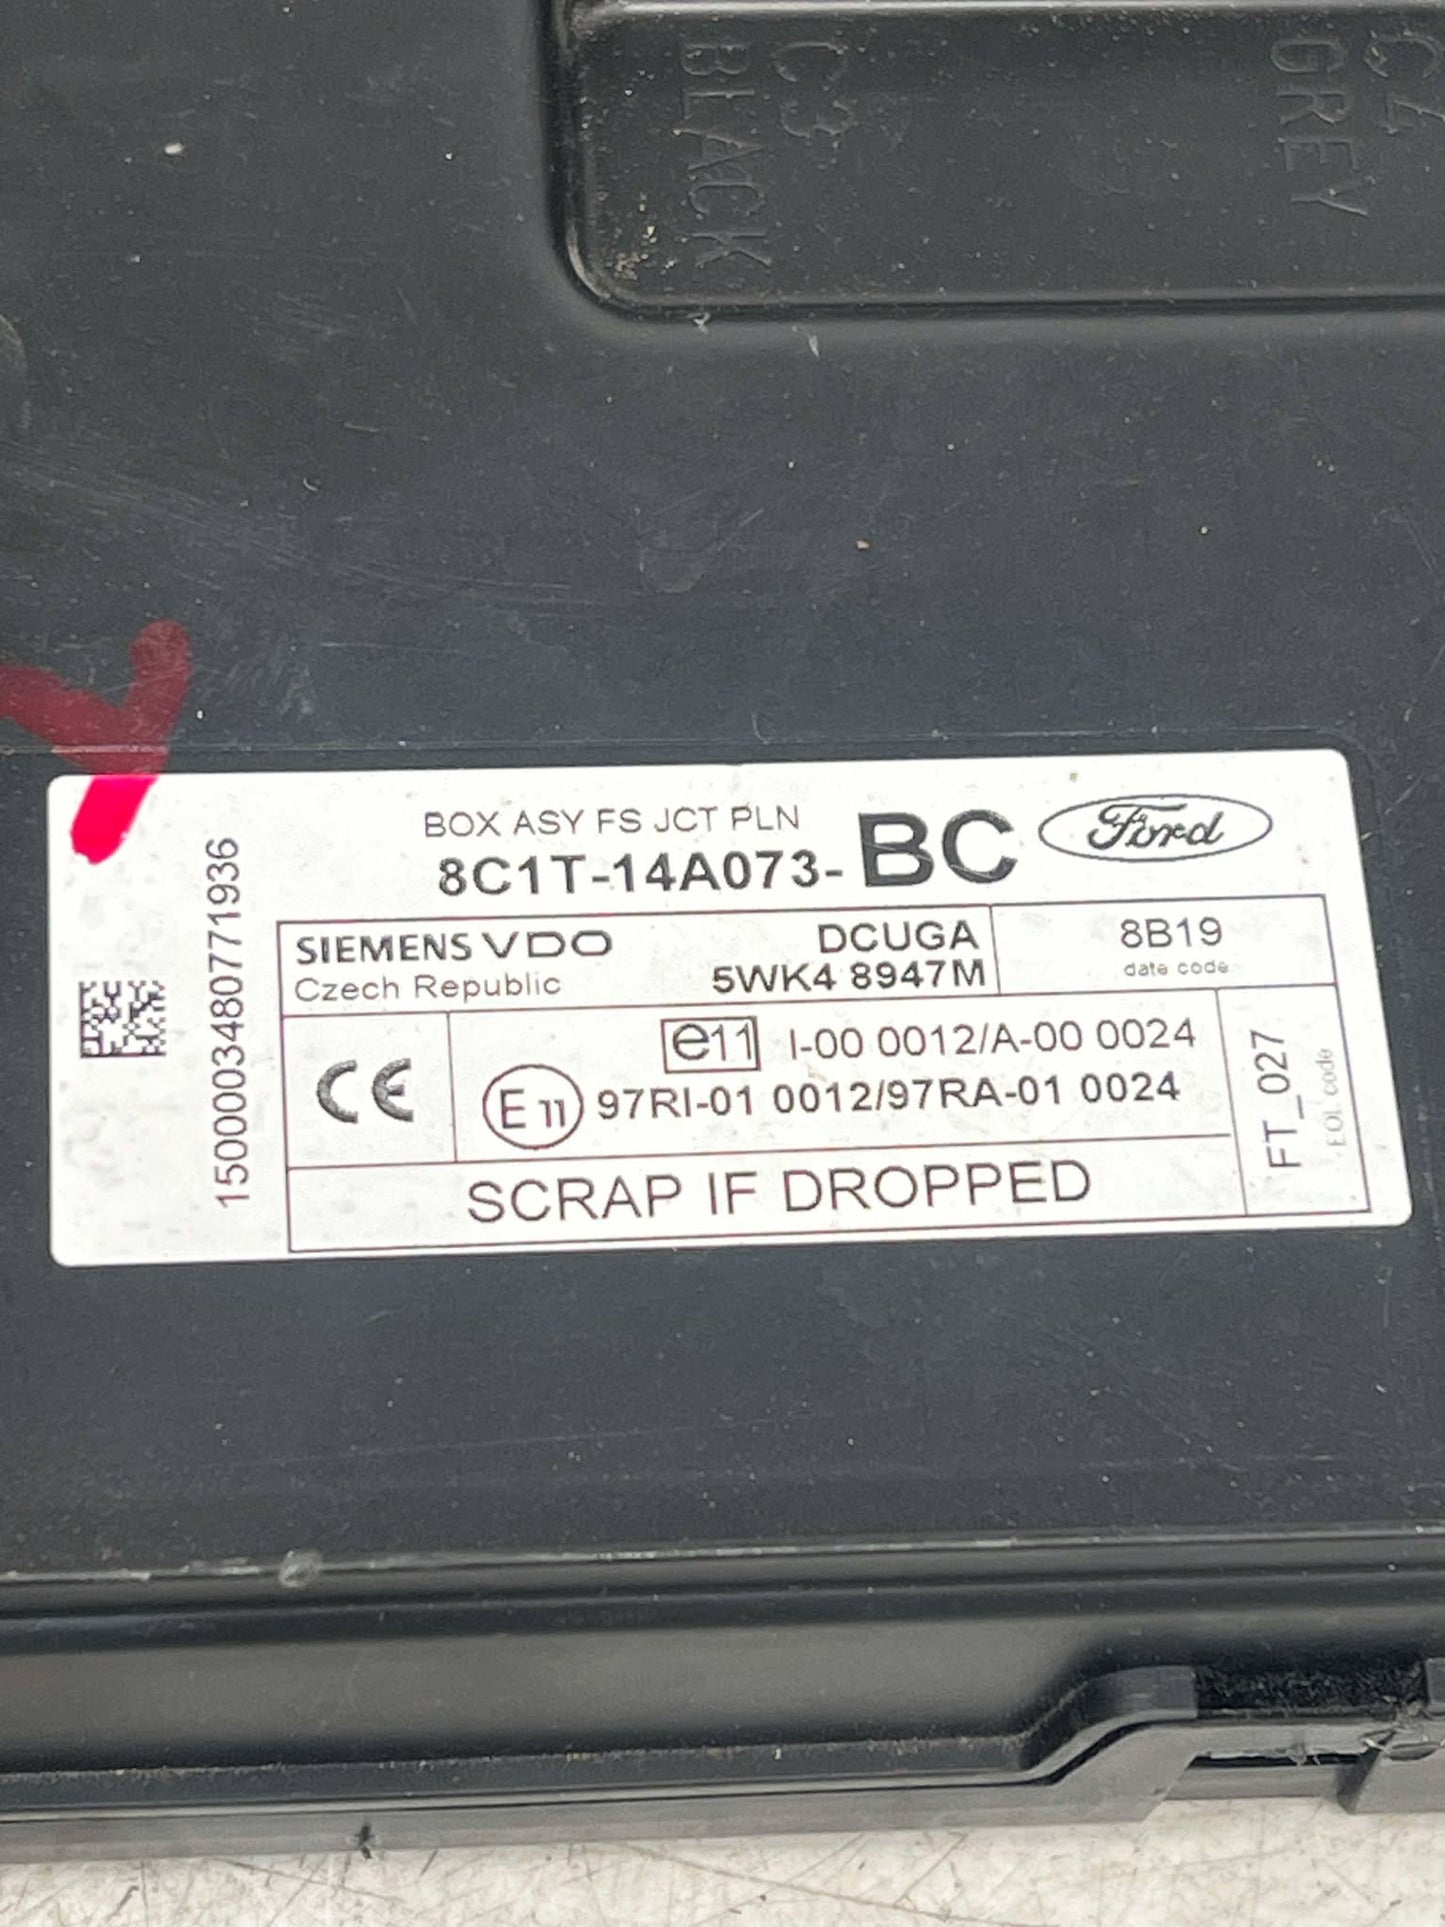 C3
BLACK
C4
GREY
BOX ASY FS JCT PLN
8C1T-14A073-BC
Ford
1500003480771936
SIEMENS VDO
Czech Republic
DCUGA
5WK4 8947M
8B19
date code
CE
e11 I-00 0012/A-00 0024
E11 97RI-01 0012/97RA-01 0024
FT_027
EOL code
SCRAP IF DROPPED